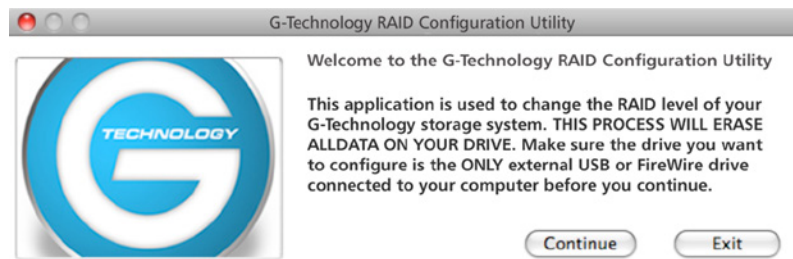 G-Technology RAID Configuration Utility
Welcome to the G-Technology RAID Configuration Utility
TECHNOLOGY
This application is used to change the RAID level of your
G-Technology storage system. THIS PROCESS WILL ERASE
ALLDATA ON YOUR DRIVE. Make sure the drive you want
to configure is the ONLY external USB or FireWire drive
connected to your computer before you continue.
Continue
Exit